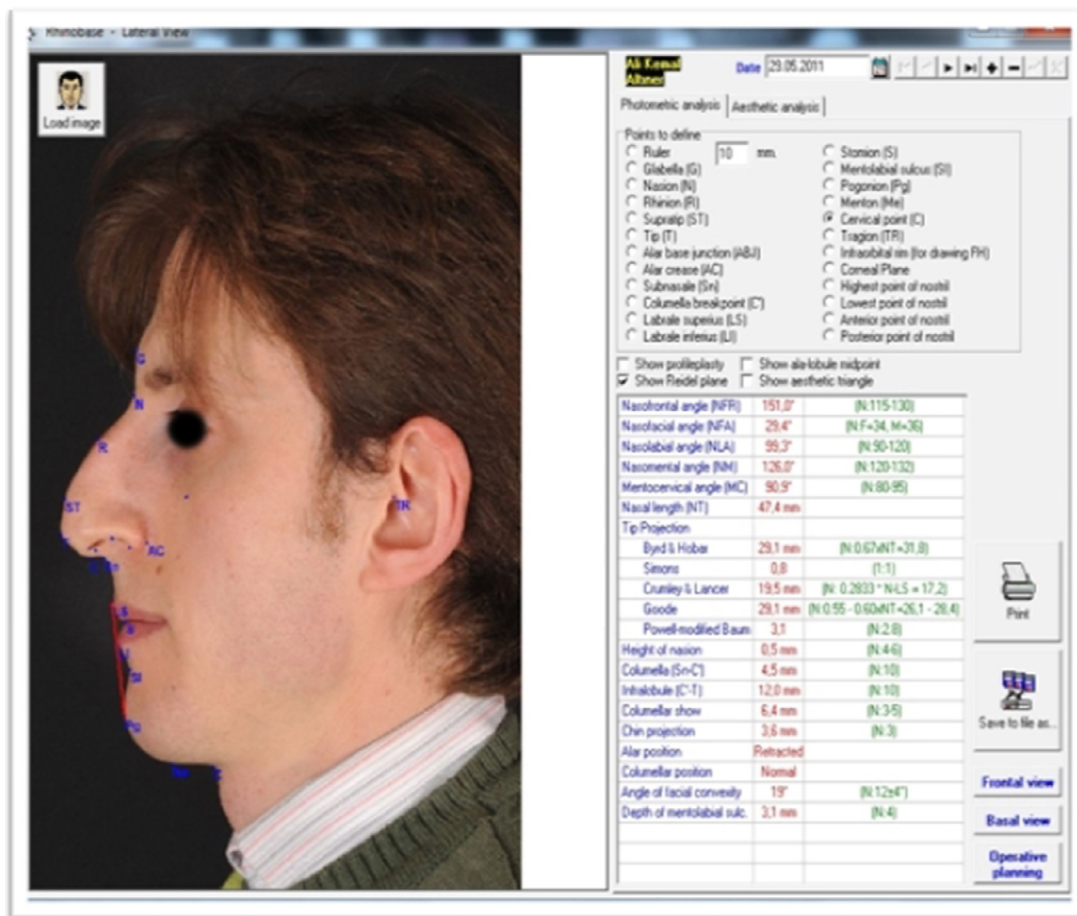 Rhinobase - Lateral View
Load image
G
N
R
ST
TR
AC
SI
Pg
Ali Kemal
Date 29.05.2011
Photometric analysis Aesthetic analysis
Points to define
Ruler 10 mm. Stomion (S)
Glabella (G) Mentolabial sulcus (SI)
Nasion (N) Pogonion (Pg)
Rhinion (R) Menton (Me)
Supratip (ST) Cervical point (C)
Tip (T) Tragion (TR)
Alar base junction (ABJ) Infraorbital rim (for drawing FH)
Alar crease (AC) Corneal Plane
Subnasale (Sn) Highest point of nostril
Columella breakpoint (C') Lowest point of nostril
Labrale superius (LS) Anterior point of nostril
Labrale inferius (LI) Posterior point of nostril
Show profileplasty Show ala-lobule midpoint
Show Reidel plane Show aesthetic triangle
Nasofrontal angle (NFR) 151,0° (N:115-130)
Nasofacial angle (NFA) 29,4° (N:F=34, M=36)
Nasolabial angle (NLA) 99,3° (N:90-120)
Nasomental angle (NM) 126,0° (N:120-132)
Mentocervical angle (MC) 90,9° (N:80-95)
Nasal length (NT) 47,4 mm
Tip Projection
Byrd & Hobar 29,1 mm (N:0.67xNT=31,8)
Simons 0,8 (1:1)
Crumley & Lancer 19,5 mm (N: 0.2833 * N-LS = 17,2)
Goode 29,1 mm (N:0.55 - 0.60xNT=26,1 - 28,4)
Powell-modified Baum 3,1 (N:2.8)
Height of nasion 0,5 mm (N:4-6)
Columella (Sn-C') 4,5 mm (N:10)
Infralobule (C'-T) 12,0 mm (N:10)
Columellar show 6,4 mm (N:3-5)
Chin projection 3,6 mm (N:3)
Alar position Retracted
Columellar position Normal
Angle of facial convexity 19° (N:12±4°)
Depth of mentolabial sulc. 3,1 mm (N:4)
Print
Save to file as...
Frontal view
Basal view
Operative
planning